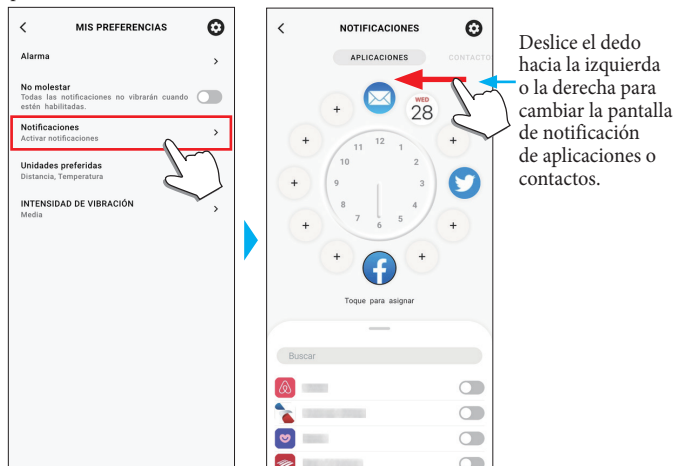 MIS PREFERENCIAS
Alarma
No molestar
Todas las notificaciones no vibrarán cuando
estén habilitadas.
Notificaciones
Activar notificaciones
Unidades preferidas
Distancia, Temperatura
INTENSIDAD DE VIBRACIÓN
Media
NOTIFICACIONES
APLICACIONES
CONTACTO
WED
28
12
1
2
3
4
5
6
7
8
9
10
11
Toque para asignar
Buscar
Deslice el dedo
hacia la izquierda
o la derecha para
cambiar la pantalla
de notificación
de aplicaciones o
contactos.